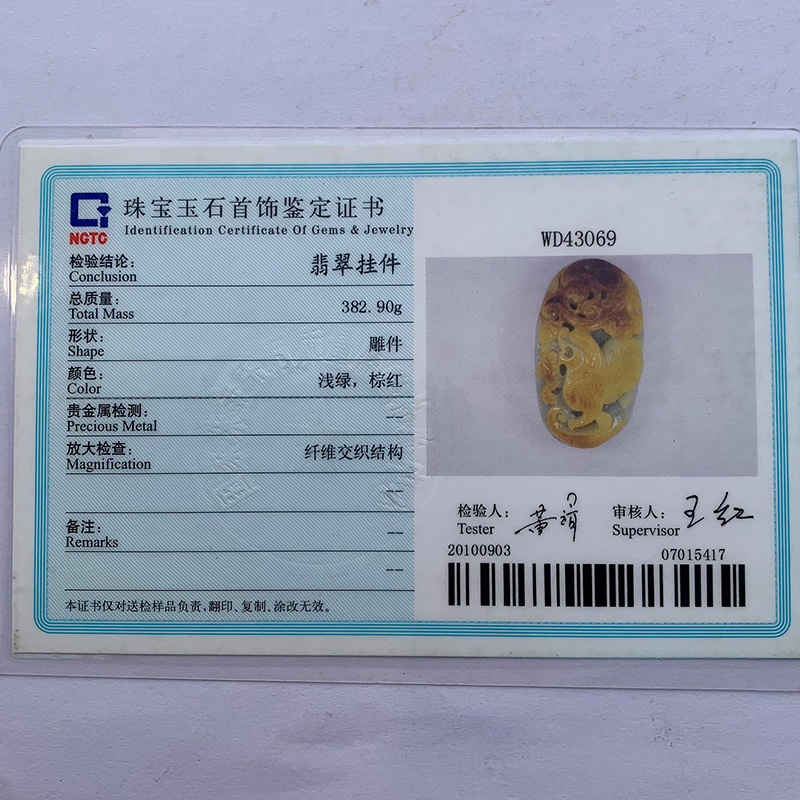 NGTC
珠宝玉石首饰鉴定证书
Identification Certificate Of Gems & Jewelry
检验结论: 翡翠挂件
Conclusion
总质量: 382.90g
Total Mass
形状: 雕件
Shape
颜色: 浅绿，棕红
Color
贵金属检测: --
Precious Metal
放大检查: 纤维交织结构
Magnification
--
备注: --
Remarks
--
本证书仅对送检样品负责,翻印、复制、涂改无效。
WD43069
检验人:
Tester
审核人: 王红
Supervisor
20100903 07015417